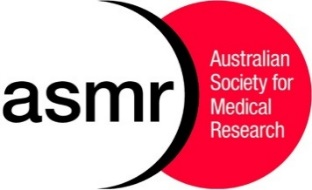 asmr
Australian
Society for
Medical
Research